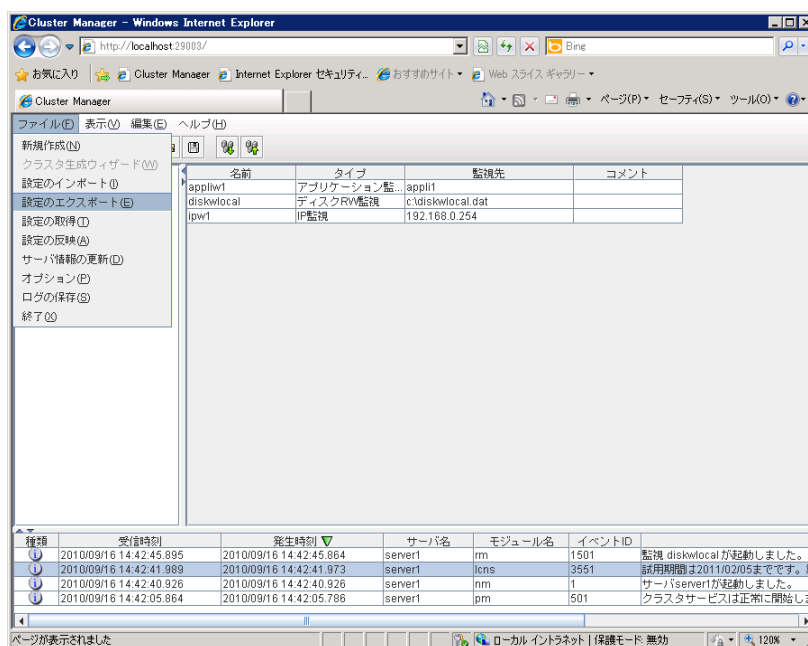 Cluster Manager - Windows Internet Explorer
http://localhost:29003/
Bing
お気に入り Cluster Manager Internet Explorer セキュリティ... おすすめサイト Web スライス ギャラリー
Cluster Manager ページ(P) セーフティ(S) ツール(O)
ファイル(F) 表示(V) 編集(E) ヘルプ(H)
新規作成(N)
クラスタ生成ウィザード(W)
設定のインポート(I)
設定のエクスポート(E)
設定の取得(T)
設定の反映(A)
サーバ情報の更新(D)
オプション(P)
ログの保存(S)
終了(X)
名前 タイプ 監視先 コメント
appliw1 アプリケーション監... appli1
diskwlocal ディスクRW監視 c:\diskwlocal.dat
ipw1 IP監視 192.168.0.254
種類 受信時刻 発生時刻 サーバ名 モジュール名 イベントID
2010/09/16 14:42:45.895 2010/09/16 14:42:45.864 server1 rm 1501 監視 diskwlocal が起動しました。
2010/09/16 14:42:41.989 2010/09/16 14:42:41.973 server1 lcns 3551 試用期間は2011/02/05までです。
2010/09/16 14:42:40.926 2010/09/16 14:42:40.926 server1 nm 1 サーバserver1が起動しました。
2010/09/16 14:42:05.864 2010/09/16 14:42:05.786 server1 pm 501 クラスタサービスは正常に開始し
ページが表示されました ローカル イントラネット | 保護モード: 無効 120%